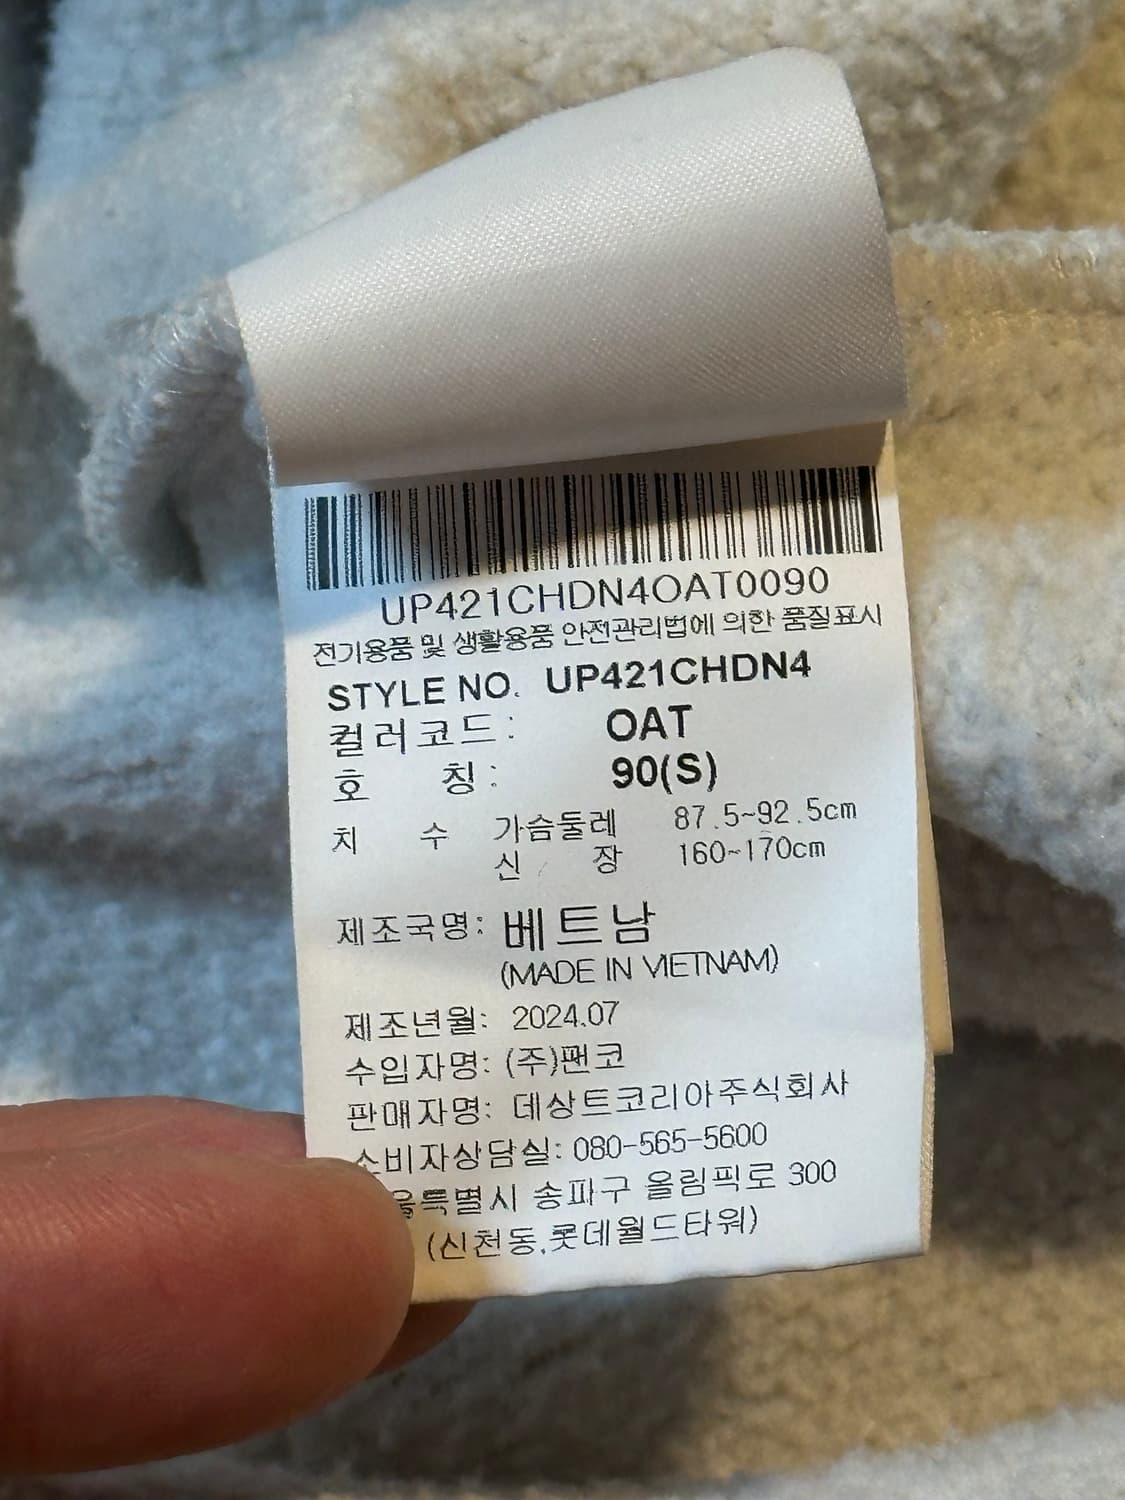 UP421CHDN4OAT0090
전기용품 및 생활용품 안전관리법에 의한 품질표시
STYLE NO. UP421CHDN4
컬러코드: OAT
호 칭: 90(S)
치 수 가슴둘레 87.5~92.5cm
신 장 160~170cm
제조국명: 베트남
(MADE IN VIETNAM)
제조년월: 2024.07
수입자명: (주)팬코
판매자명: 데상트코리아주식회사
소비자상담실: 080-565-5600
울특별시 송파구 올림픽로 300
(신천동,롯데월드타워)